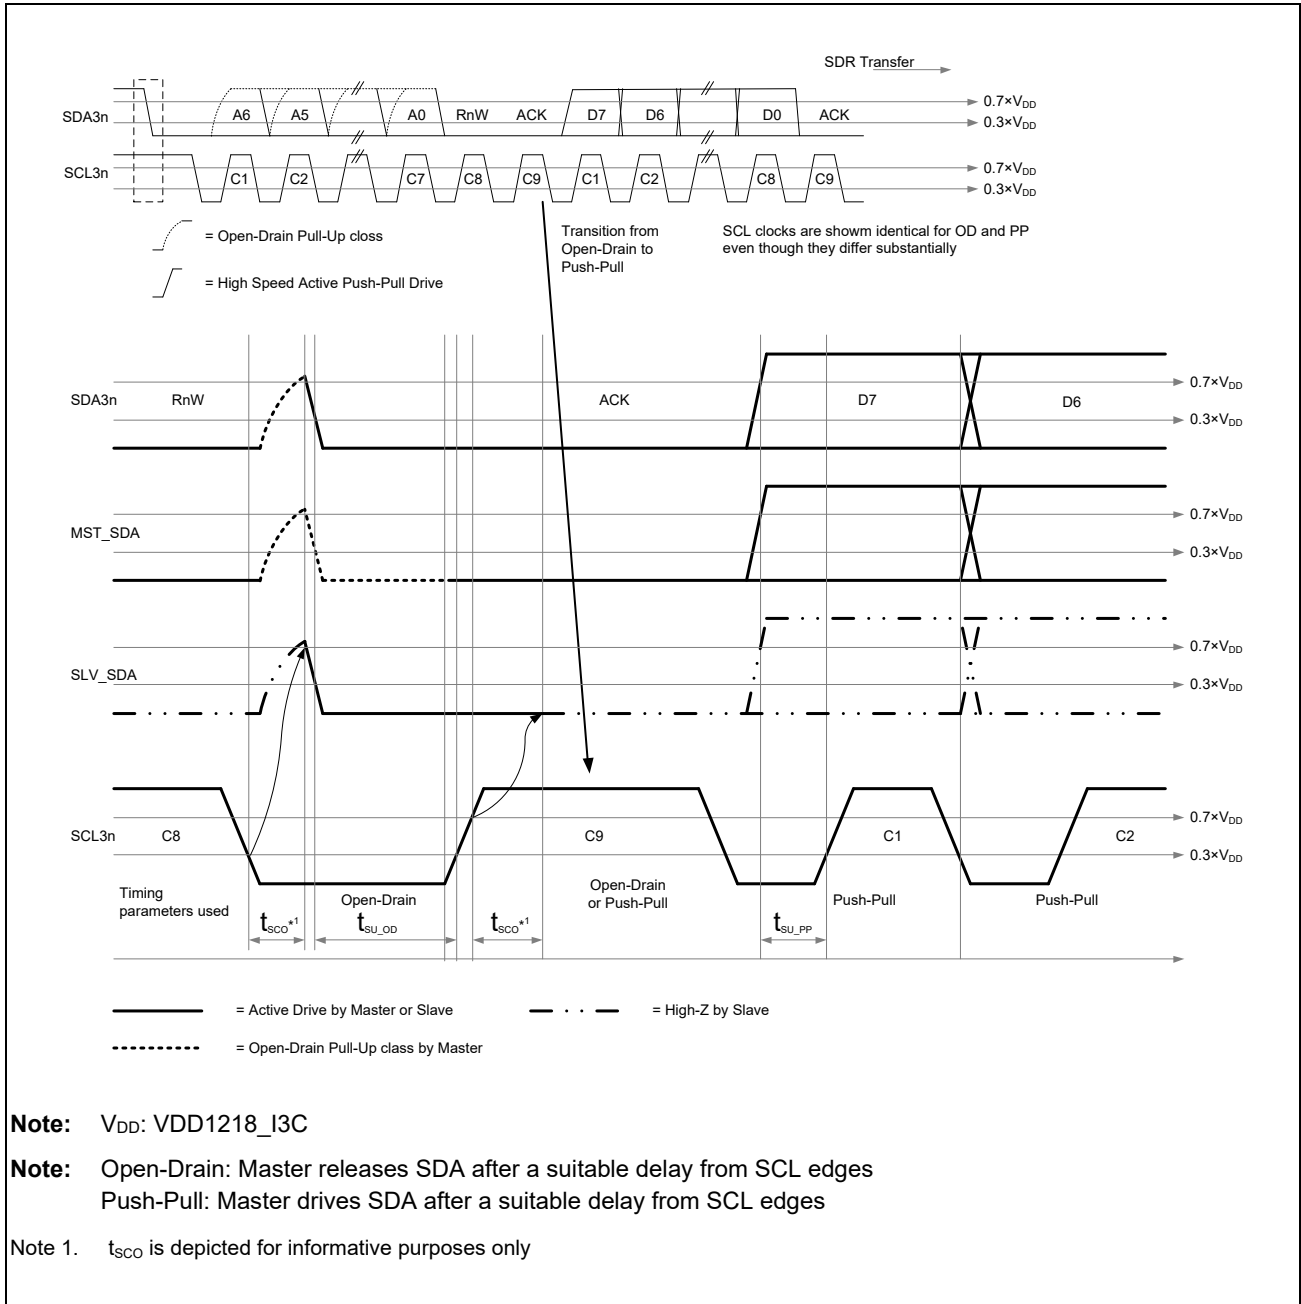 SDR Transfer
SDA3n A6 A5 A0 RnW ACK D7 D6 D0 ACK
0.7×VDD
0.3×VDD
SCL3n C1 C2 C7 C8 C9 C1 C2 C8 C9
0.7×VDD
0.3×VDD
= Open-Drain Pull-Up closs
= High Speed Active Push-Pull Drive
Transition from
Open-Drain to
Push-Pull
SCL clocks are showm identical for OD and PP
even though they differ substantially
SDA3n RnW ACK D7 D6
0.7×VDD
0.3×VDD
MST_SDA
0.7×VDD
0.3×VDD
SLV_SDA
0.7×VDD
0.3×VDD
SCL3n C8 C9 C1 C2
0.7×VDD
0.3×VDD
Timing
parameters used
Open-Drain
Open-Drain
or Push-Pull
Push-Pull
Push-Pull
tSCO*1
tSU_OD
tSCO*1
tSU_PP
= Active Drive by Master or Slave
= High-Z by Slave
= Open-Drain Pull-Up class by Master
Note: VDD: VDD1218_I3C
Note: Open-Drain: Master releases SDA after a suitable delay from SCL edges
Push-Pull: Master drives SDA after a suitable delay from SCL edges
Note 1. tSCO is depicted for informative purposes only